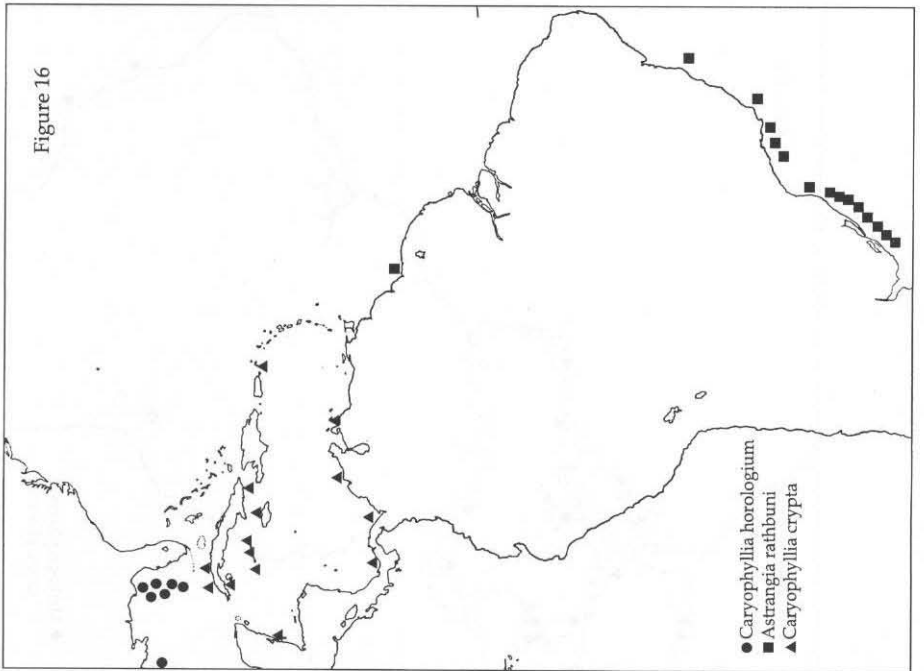 Figure 16
Caryophyllia horologium
Astrangia rathbuni
Caryophyllia crypta